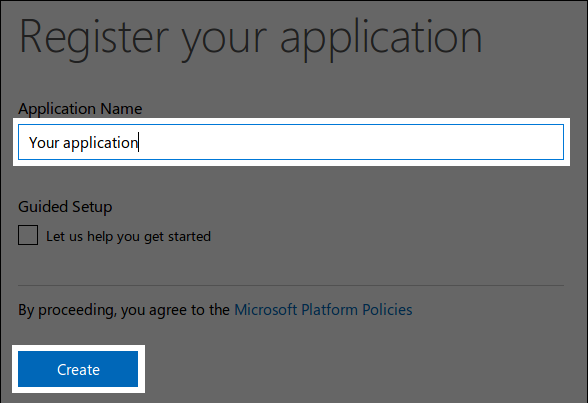 Register your application
Application Name
Your application
Guided Setup
Let us help you get started
By proceeding, you agree to the Microsoft Platform Policies
Create